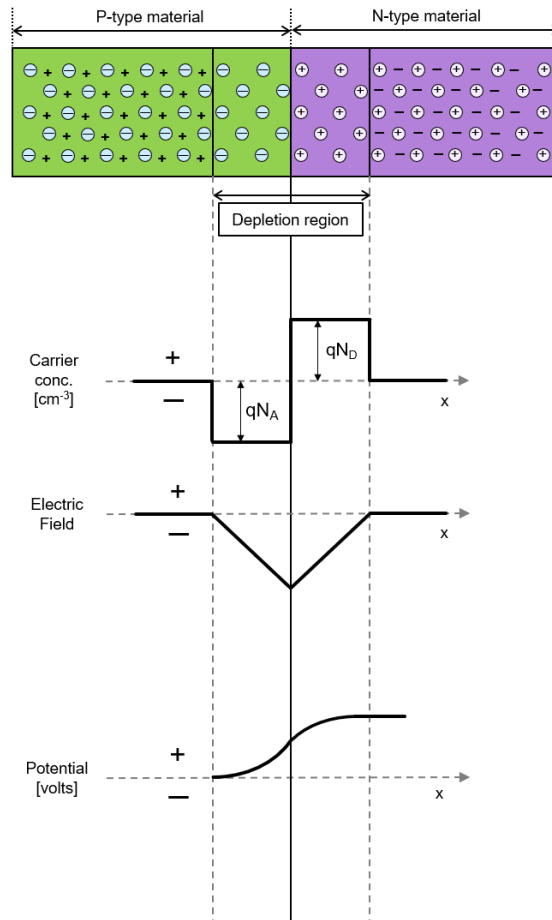 P-type material
N-type material
Depletion region
+
Carrier
conc.
[cm-3]
—
qND
qNA
x
+
Electric
Field
—
x
+
Potential
[volts]
—
x